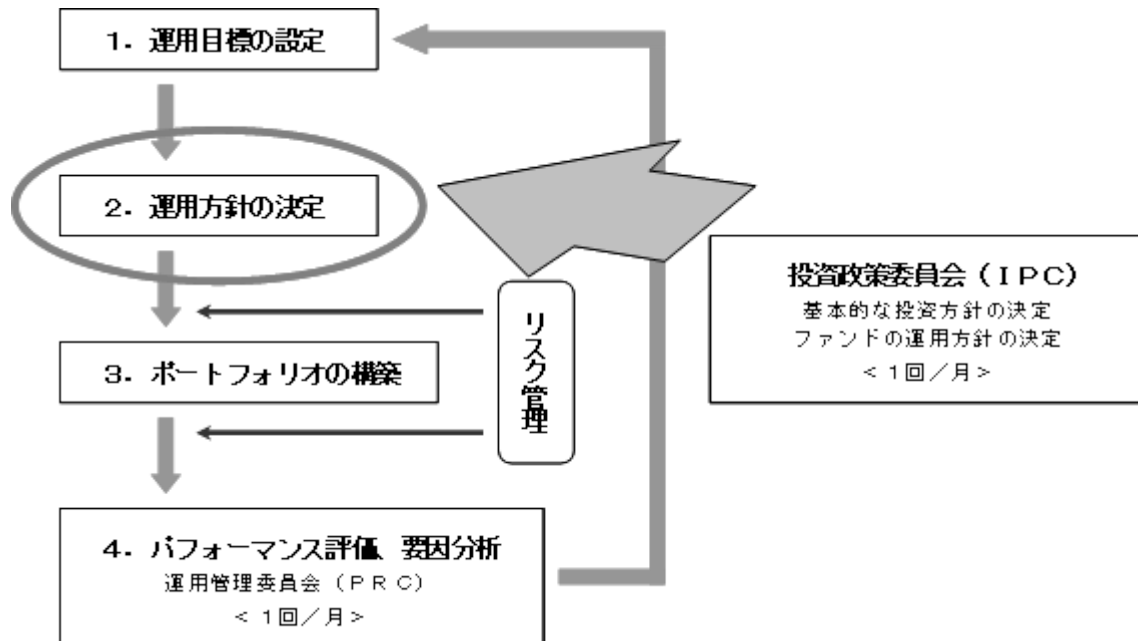 1．運用目標の設定
2．運用方針の決定
投資政策委員会（ＩＰＣ）
基本的な投資方針の決定
ファンドの運用方針の決定
＜１回／月＞
リスク管理
3．ポートフォリオの構築
4．パフォーマンス評価、要因分析
運用管理委員会（ＰＲＣ）
＜１回／月＞